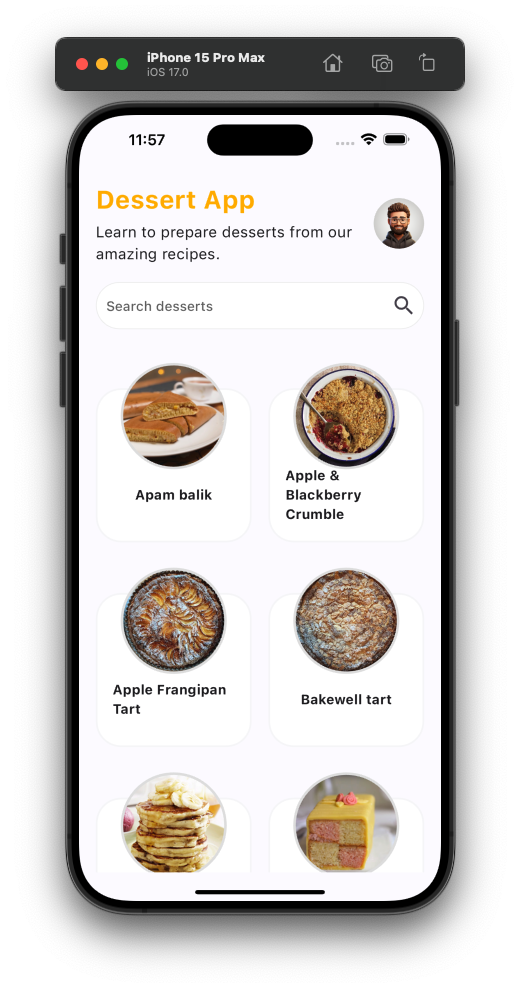 iPhone 15 Pro Max
iOS 17.0
11:57
Dessert App
Learn to prepare desserts from our
amazing recipes.
Search desserts
Apam balik
Apple &
Blackberry
Crumble
Apple Frangipan
Tart
Bakewell tart